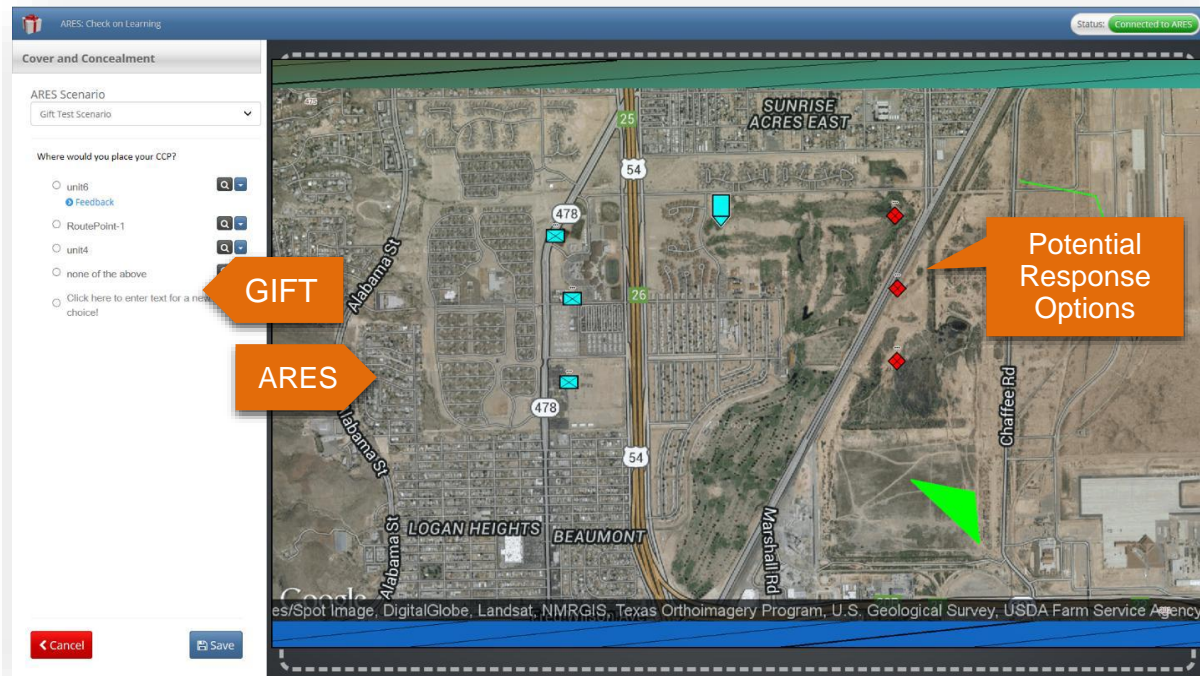 ARES: Check on Learning
Status: Connected to ARES
Cover and Concealment
ARES Scenario
Gift Test Scenario
Where would you place your CCP?
unit6
Feedback
RoutePoint-1
unit4
none of the above
Click here to enter text for a new
choice!
GIFT
ARES
Potential
Response
Options
SUNRISE
ACRES EAST
25
54
478
26
478
54
Alabama St
Alabama St
Alabama St
LOGAN HEIGHTS
BEAUMONT
Marshall Rd
Chaffee Rd
Google
es/Spot Image, DigitalGlobe, Landsat, NMRGIS, Texas Orthoimagery Program, U.S. Geological Survey, USDA Farm Service Agency
Cancel
Save